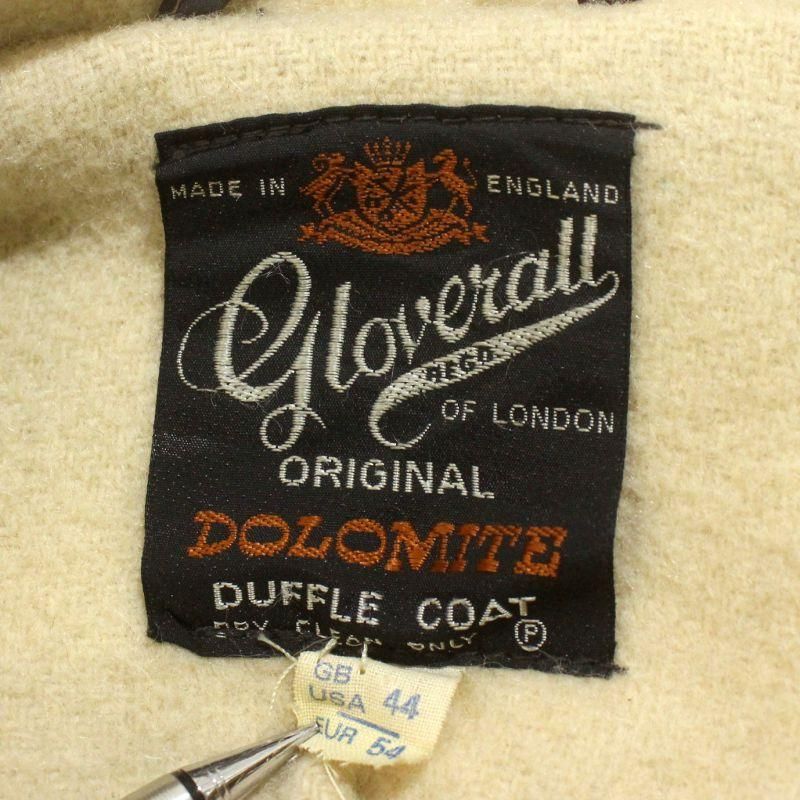 MADE IN ENGLAND
Gloverall
REGD
OF LONDON
ORIGINAL
DOLOMITE
DUFFLE COAT
DRY CLEAN ONLY Ⓟ
GB
USA 44
EUR 54